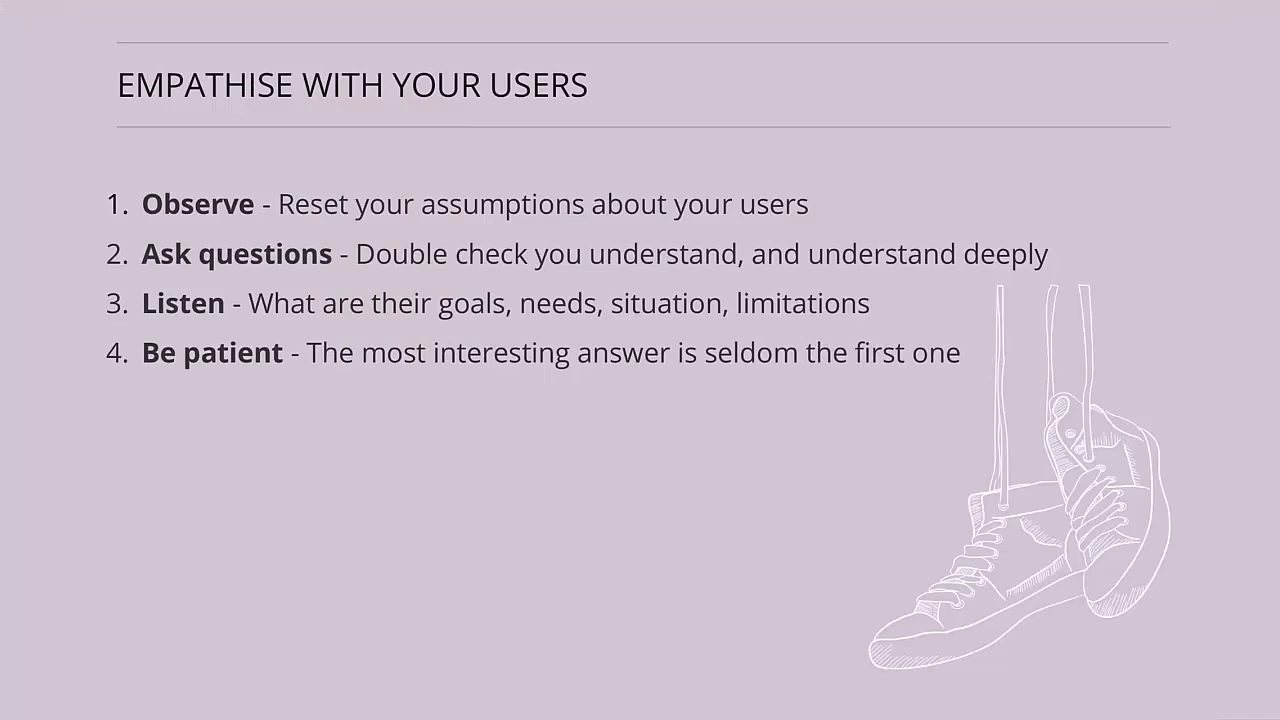 EMPATHISE WITH YOUR USERS
1. Observe - Reset your assumptions about your users
2. Ask questions - Double check you understand, and understand deeply
3. Listen - What are their goals, needs, situation, limitations
4. Be patient - The most interesting answer is seldom the first one